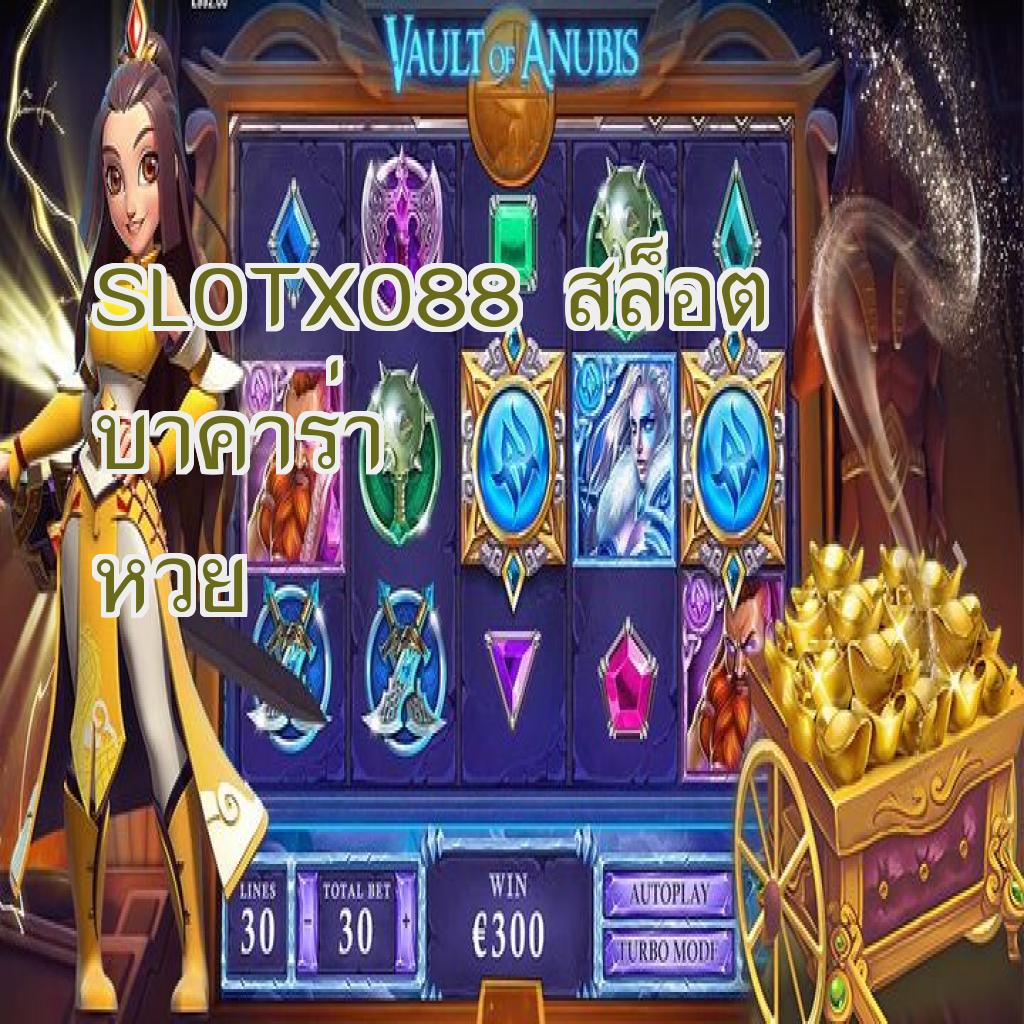 VAULT OF ANUBIS
SLOTXO88 สล็อต
บาคาร่า
หวย
LINES
30
TOTAL BET
- 30 +
WIN
€300
AUTOPLAY
TURBO MODE